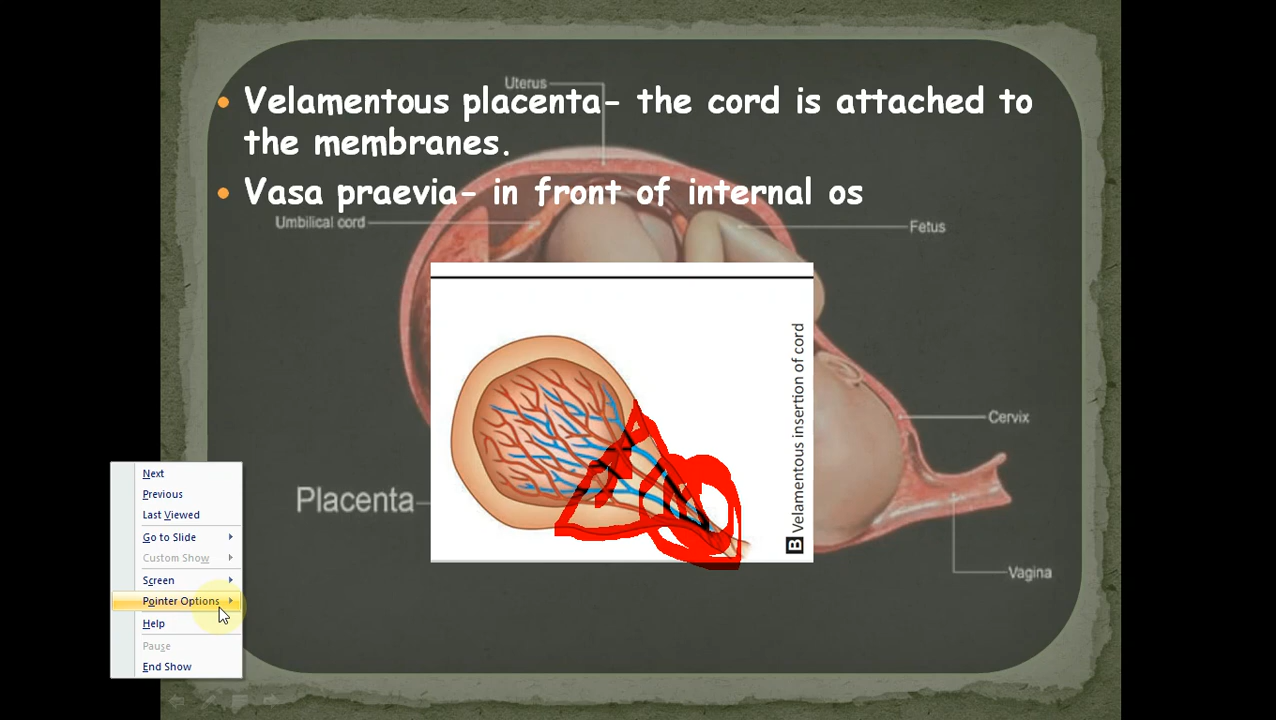 Uterus
• Velamentous placenta- the cord is attached to
the membranes.
• Vasa praevia- in front of internal os
Umbilical cord
Fetus
B Velamentous insertion of cord
Cervix
Placenta
Vagina
Next
Previous
Last Viewed
Go to Slide
Custom Show
Screen
Pointer Options
Help
Pause
End Show